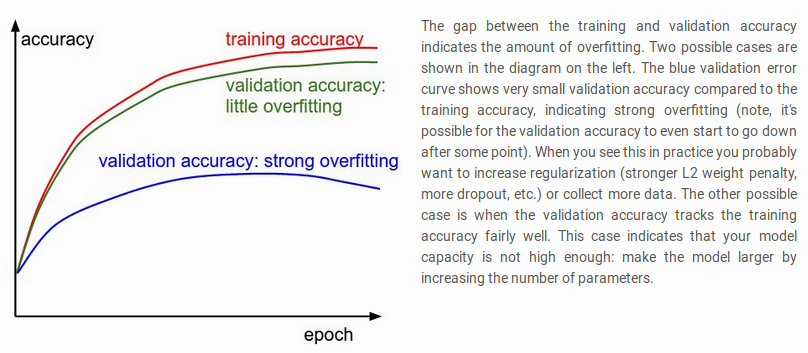 accuracy
training accuracy
validation accuracy:
little overfitting
validation accuracy: strong overfitting
epoch
The gap between the training and validation accuracy
indicates the amount of overfitting. Two possible cases are
shown in the diagram on the left. The blue validation error
curve shows very small validation accuracy compared to the
training accuracy, indicating strong overfitting (note, it's
possible for the validation accuracy to even start to go down
after some point). When you see this in practice you probably
want to increase regularization (stronger L2 weight penalty,
more dropout, etc.) or collect more data. The other possible
case is when the validation accuracy tracks the training
accuracy fairly well. This case indicates that your model
capacity is not high enough: make the model larger by
increasing the number of parameters.